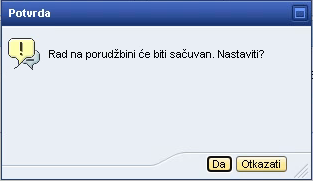 Potvrda
Rad na porudžbini će biti sačuvan. Nastaviti?
Da Otkazati